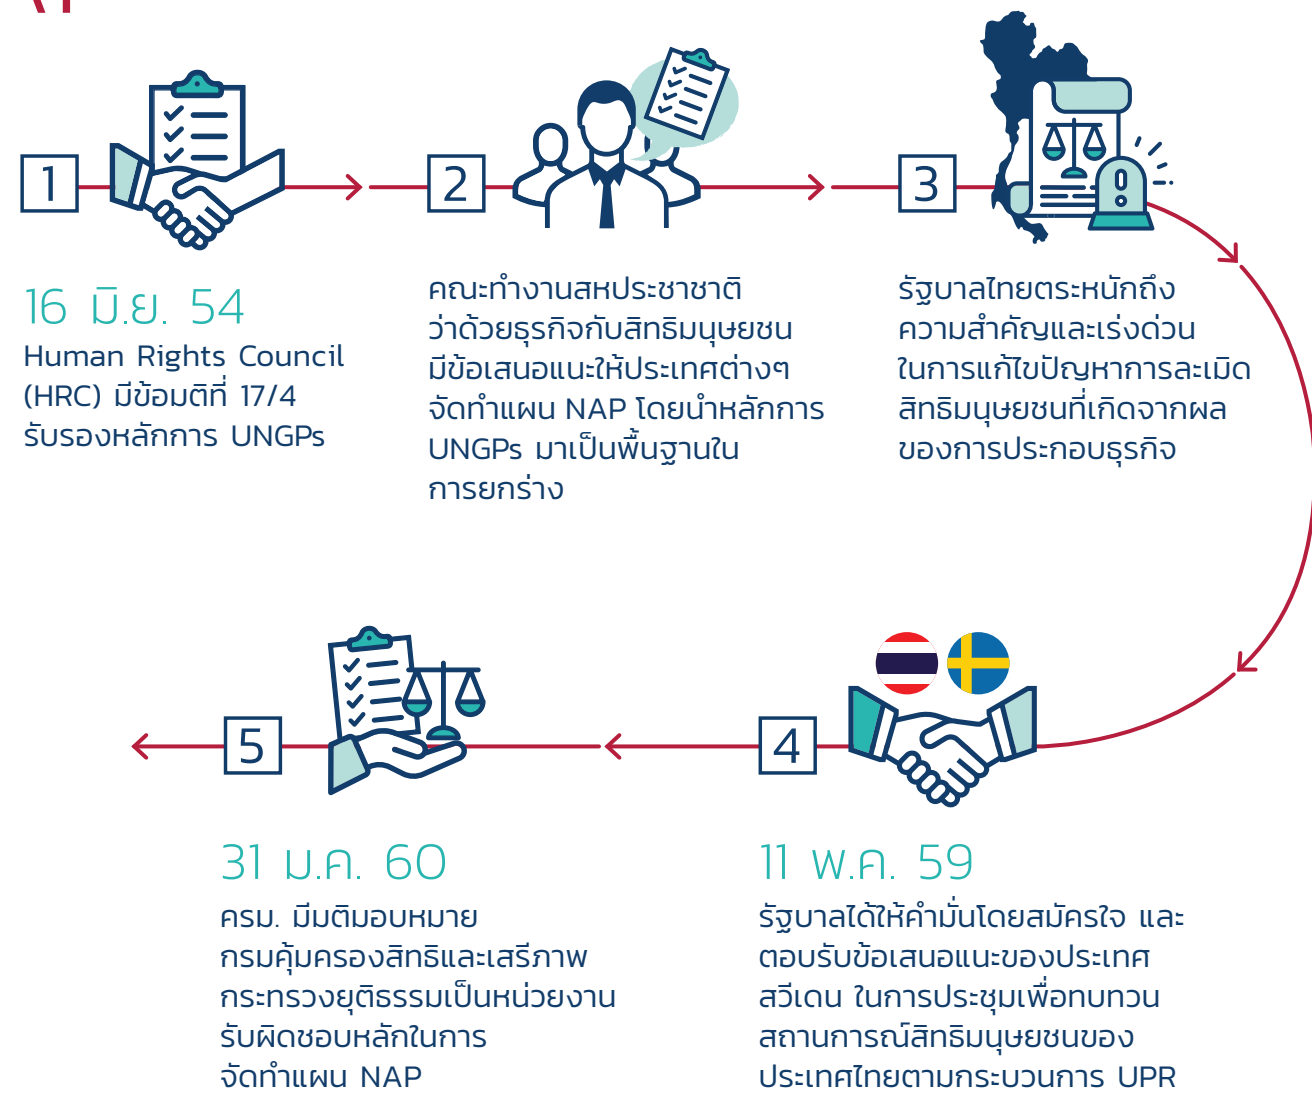 1
16 มิ.ย. 54
Human Rights Council
(HRC) มีข้อมติที่ 17/4
รับรองหลักการ UNGPs
2
คณะทำงานสหประชาชาติ
ว่าด้วยธุรกิจกับสิทธิมนุษยชน
มีข้อเสนอแนะให้ประเทศต่างๆ
จัดทำแผน NAP โดยนำหลักการ
UNGPs มาเป็นพื้นฐานใน
การยกร่าง
3
รัฐบาลไทยตระหนักถึง
ความสำคัญและเร่งด่วน
ในการแก้ไขปัญหาการละเมิด
สิทธิมนุษยชนที่เกิดจากผล
ของการประกอบธุรกิจ
4
11 พ.ค. 59
รัฐบาลได้ให้คำมั่นโดยสมัครใจ และ
ตอบรับข้อเสนอแนะของประเทศ
สวีเดน ในการประชุมเพื่อทบทวน
สถานการณ์สิทธิมนุษยชนของ
ประเทศไทยตามกระบวนการ UPR
5
31 ม.ค. 60
ครม. มีมติมอบหมาย
กรมคุ้มครองสิทธิและเสรีภาพ
กระทรวงยุติธรรมเป็นหน่วยงาน
รับผิดชอบหลักในการ
จัดทำแผน NAP